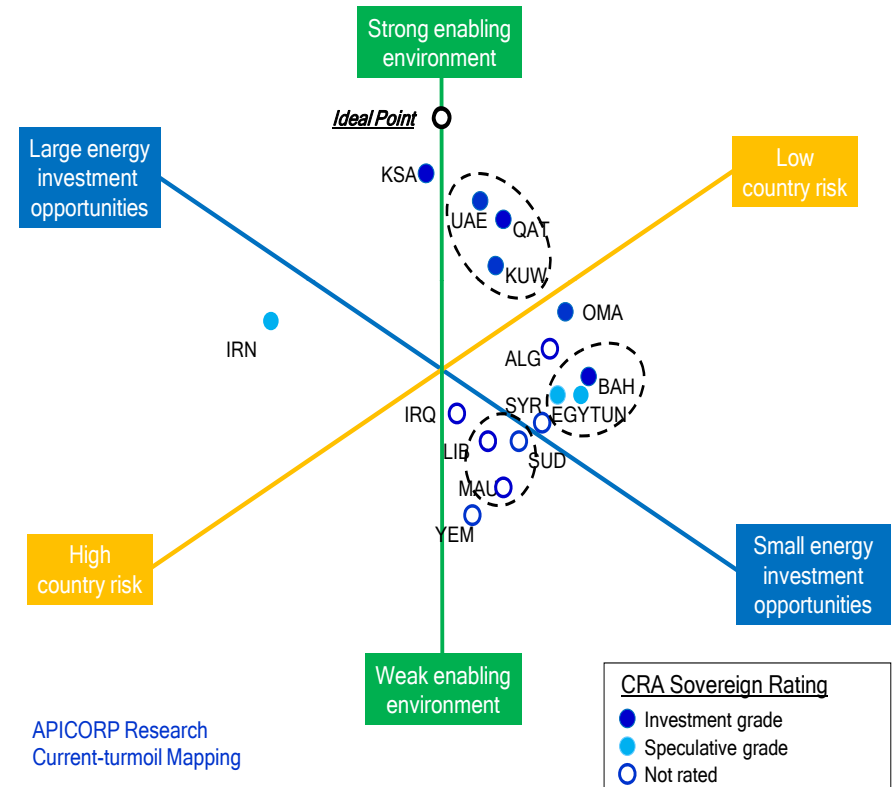 Strong enabling
environment
Ideal Point
Large energy
investment
opportunities
Low
country risk
KSA
UAE
QAT
KUW
OMA
IRN
ALG
BAH
SYR
EGY
TUN
IRQ
LIB
SUD
MAU
YEM
High
country risk
Small energy
investment
opportunities
Weak enabling
environment
APICORP Research
Current-turmoil Mapping
CRA Sovereign Rating
Investment grade
Speculative grade
Not rated